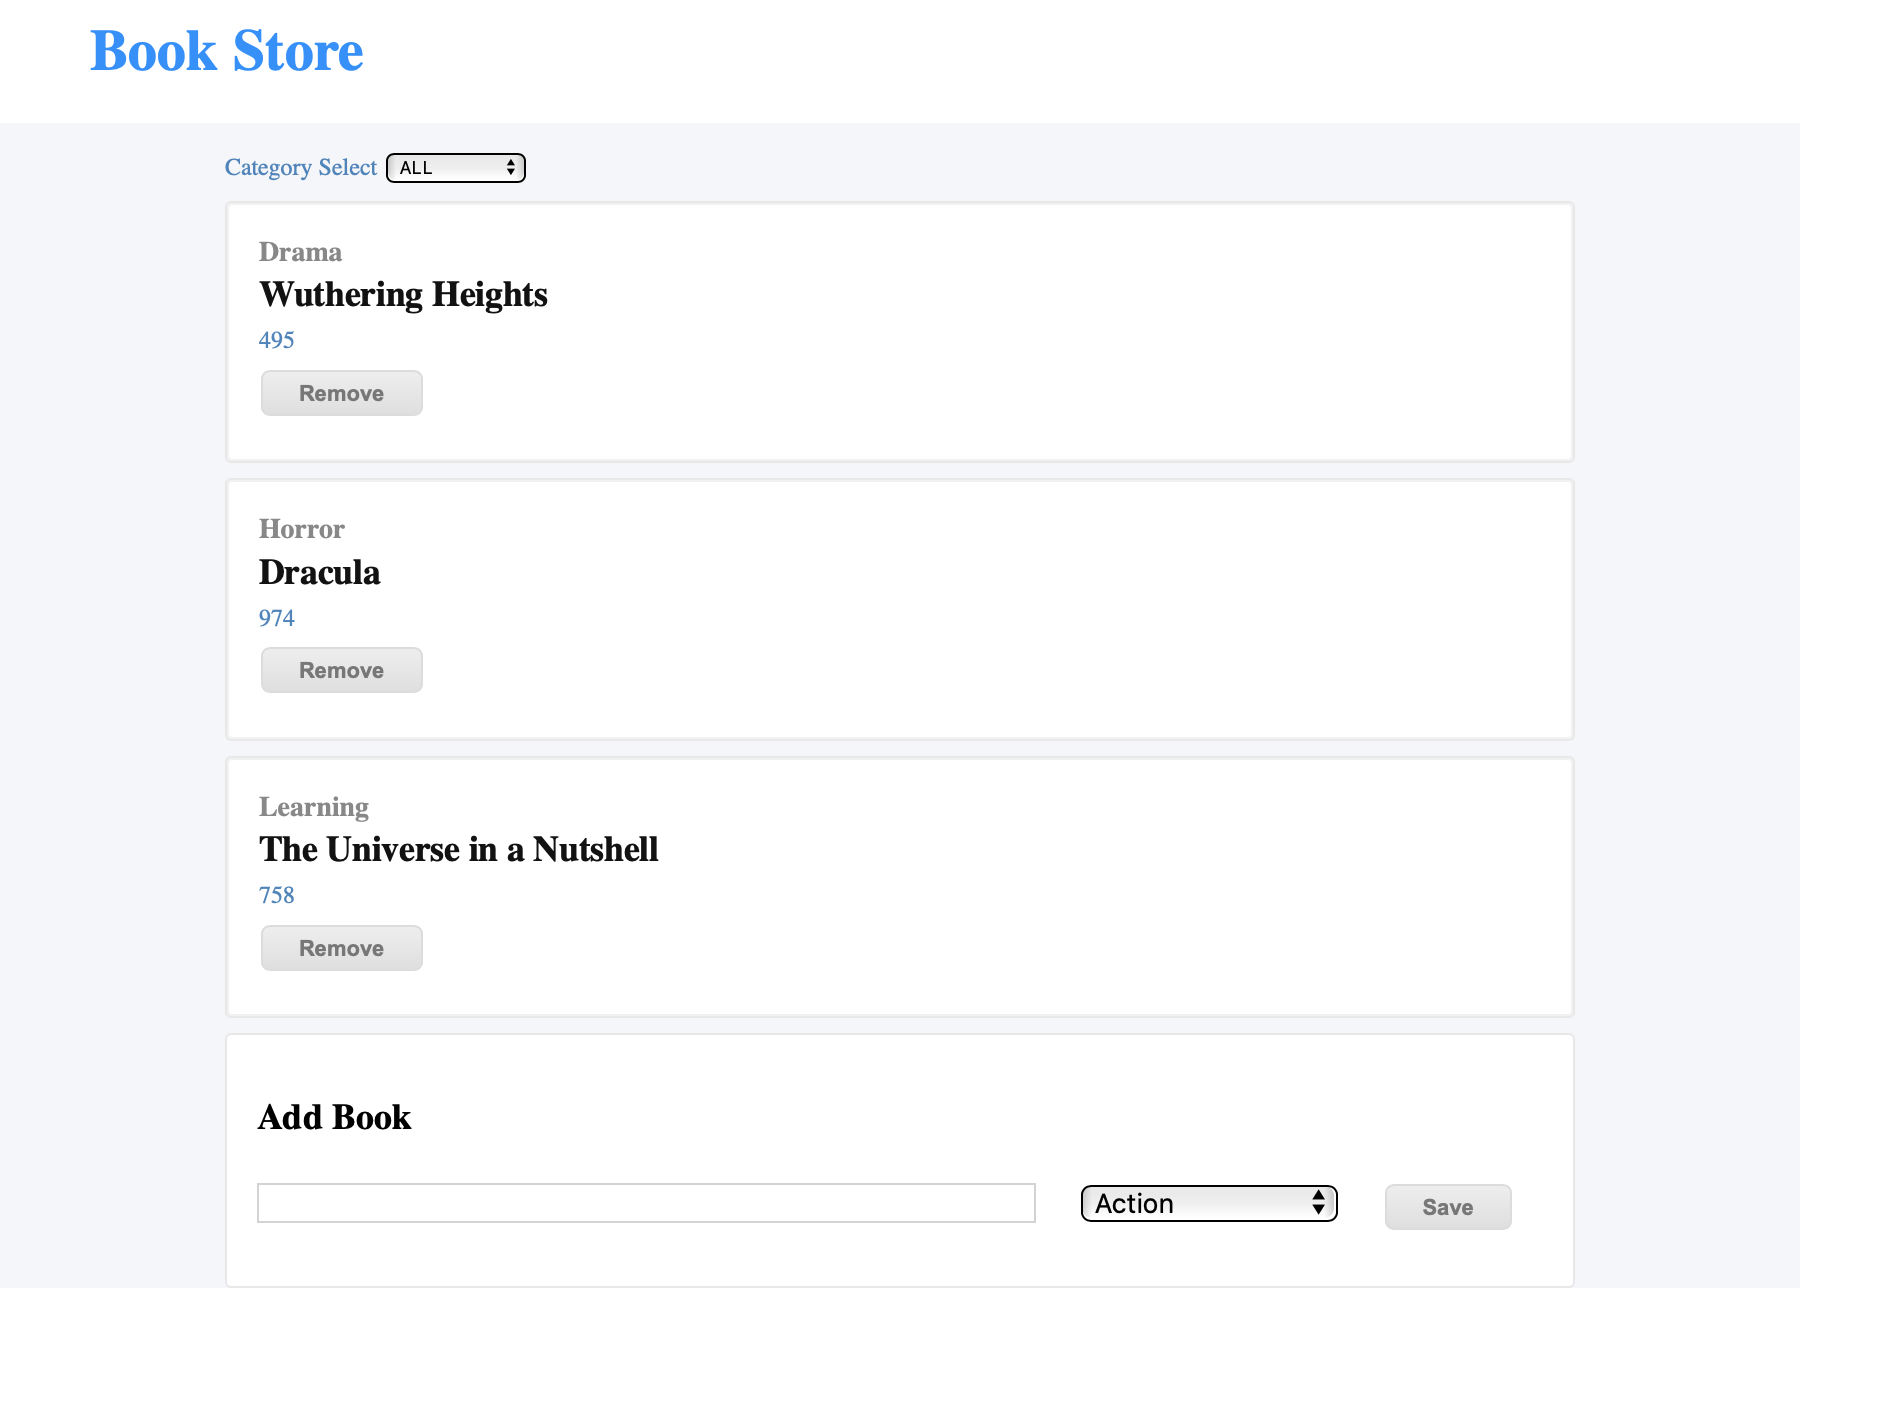 Book Store
Category Select ALL
Drama
Wuthering Heights
495
Remove
Horror
Dracula
974
Remove
Learning
The Universe in a Nutshell
758
Remove
Add Book
Action Save